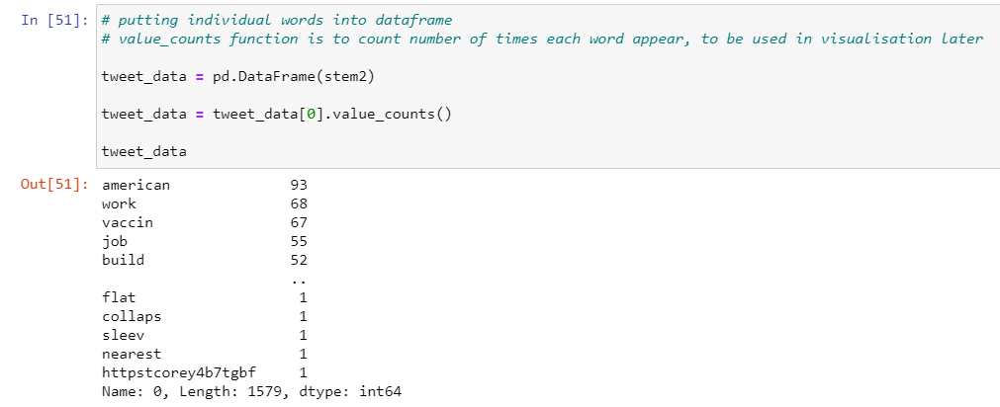 In [51]: # putting individual words into dataframe
# value_counts function is to count number of times each word appear, to be used in visualisation later
tweet_data = pd.DataFrame(stem2)
tweet_data = tweet_data[0].value_counts()
tweet_data
Out[51]: american 93
work 68
vaccin 67
job 55
build 52
..
flat 1
collaps 1
sleev 1
nearest 1
httpstcorey4b7tgbf 1
Name: 0, Length: 1579, dtype: int64